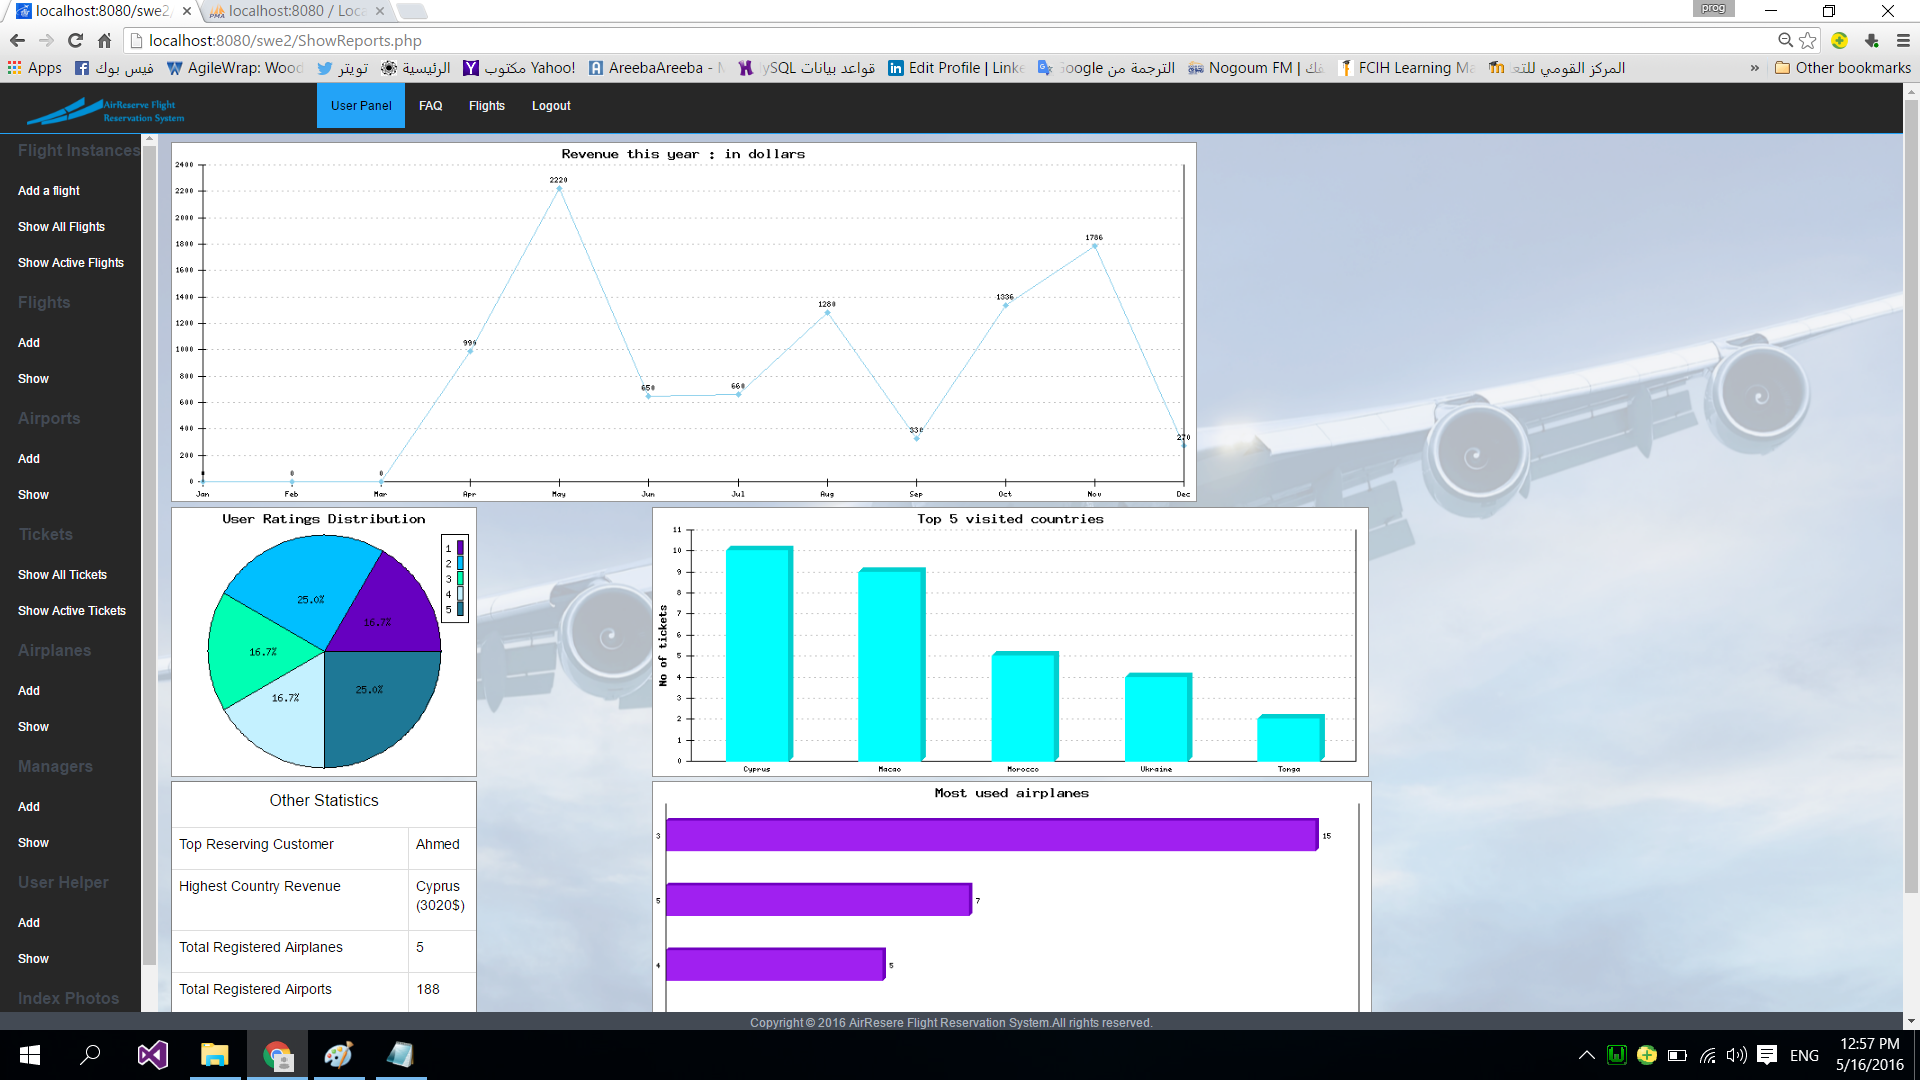 localhost:8080/swe2
localhost:8080 / Loca
prog
localhost:8080/swe2/ShowReports.php
Apps
فيس بوك
AgileWrap: Wood
تويتر
الرئيسية
مكتوب Yahoo!
AreebaAreeba -
قواعد بيانات
Edit Profile | Linke
الترجمة من
Nogoum FM |
FCIH Learning Ma
المركز القومي للتع
»
Other bookmarks
AirReserve Flight
Reservation System
User Panel
FAQ
Flights
Logout
Flight Instances
Add a flight
Show All Flights
Show Active Flights
Flights
Add
Show
Airports
Add
Show
Tickets
Show All Tickets
Show Active Tickets
Airplanes
Add
Show
Managers
Add
Show
User Helper
Add
Show
Index Photos
Revenue this year : in dollars
2400
2200
2000
1800
1600
1400
1200
1000
800
600
400
200
0
0
0
0
990
2220
650
660
1280
330
1336
1786
270
Jan Feb Mar Apr May Jun Jul Aug Sep Oct Nov Dec
User Ratings Distribution
1
2
3
4
5
25.0%
16.7%
16.7%
16.7%
25.0%
Top 5 visited countries
No of tickets
11
10
9
8
7
6
5
4
3
2
1
0
Cyprus Macao Morocco Ukraine Tonga
Other Statistics
Top Reserving Customer Ahmed
Highest Country Revenue Cyprus
(3020$)
Total Registered Airplanes 5
Total Registered Airports 188
Most used airplanes
3 15
5 7
4 5
Copyright © 2016 AirResere Flight Reservation System.All rights reserved.
ENG
12:57 PM
5/16/2016